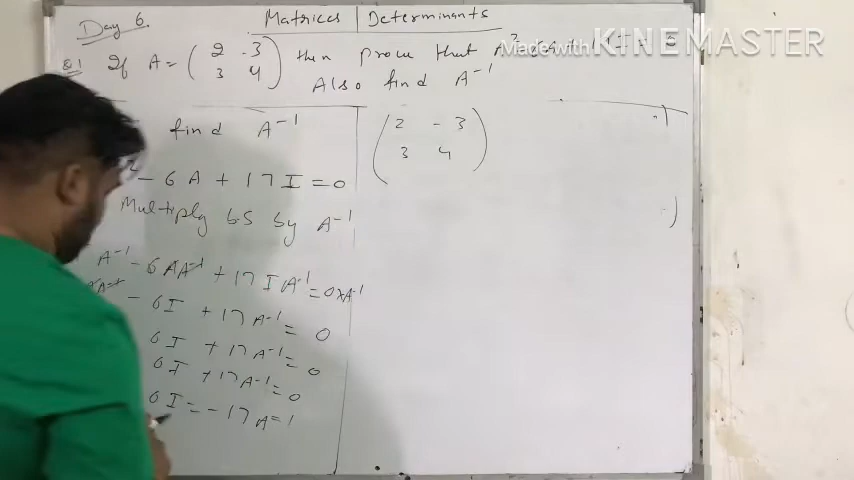 Day 6.
Matrices | Determinants
Q1 If A = ( 2 -3 ) then prove that A²
3 4
Also find A⁻¹
Made with KINEMASTER
find A⁻¹
- 6A + 17I = 0
Multiply b.s by A⁻¹
A⁻¹ - 6AA⁻¹ + 17IA⁻¹ = 0xA⁻¹
- 6I + 17A⁻¹ = 0
6I + 17A⁻¹ = 0
6I + 17A⁻¹ = 0
6I = -17A⁻¹
( 2 -3 )
3 4